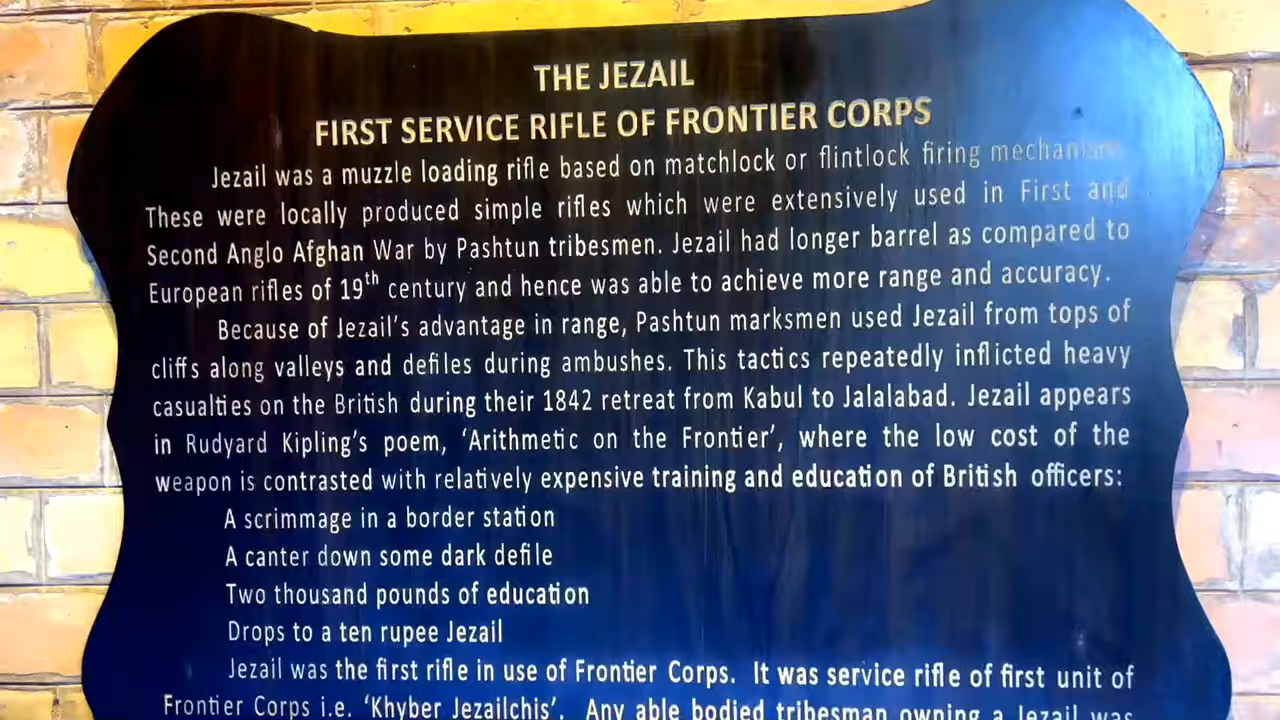 THE JEZAIL
FIRST SERVICE RIFLE OF FRONTIER CORPS
Jezail was a muzzle loading rifle based on matchlock or flintlock firing mechanism.
These were locally produced simple rifles which were extensively used in First and
Second Anglo Afghan War by Pashtun tribesmen. Jezail had longer barrel as compared to
European rifles of 19th century and hence was able to achieve more range and accuracy.
Because of Jezail's advantage in range, Pashtun marksmen used Jezail from tops of
cliffs along valleys and defiles during ambushes. This tactics repeatedly inflicted heavy
casualties on the British during their 1842 retreat from Kabul to Jalalabad. Jezail appears
in Rudyard Kipling's poem, 'Arithmetic on the Frontier', where the low cost of the
weapon is contrasted with relatively expensive training and education of British officers:
A scrimmage in a border station
A canter down some dark defile
Two thousand pounds of education
Drops to a ten rupee Jezail
Jezail was the first rifle in use of Frontier Corps. It was service rifle of first unit of
Frontier Corps i.e. 'Khyber Jezailchis'. Any able bodied tribesman owning a Jezail was